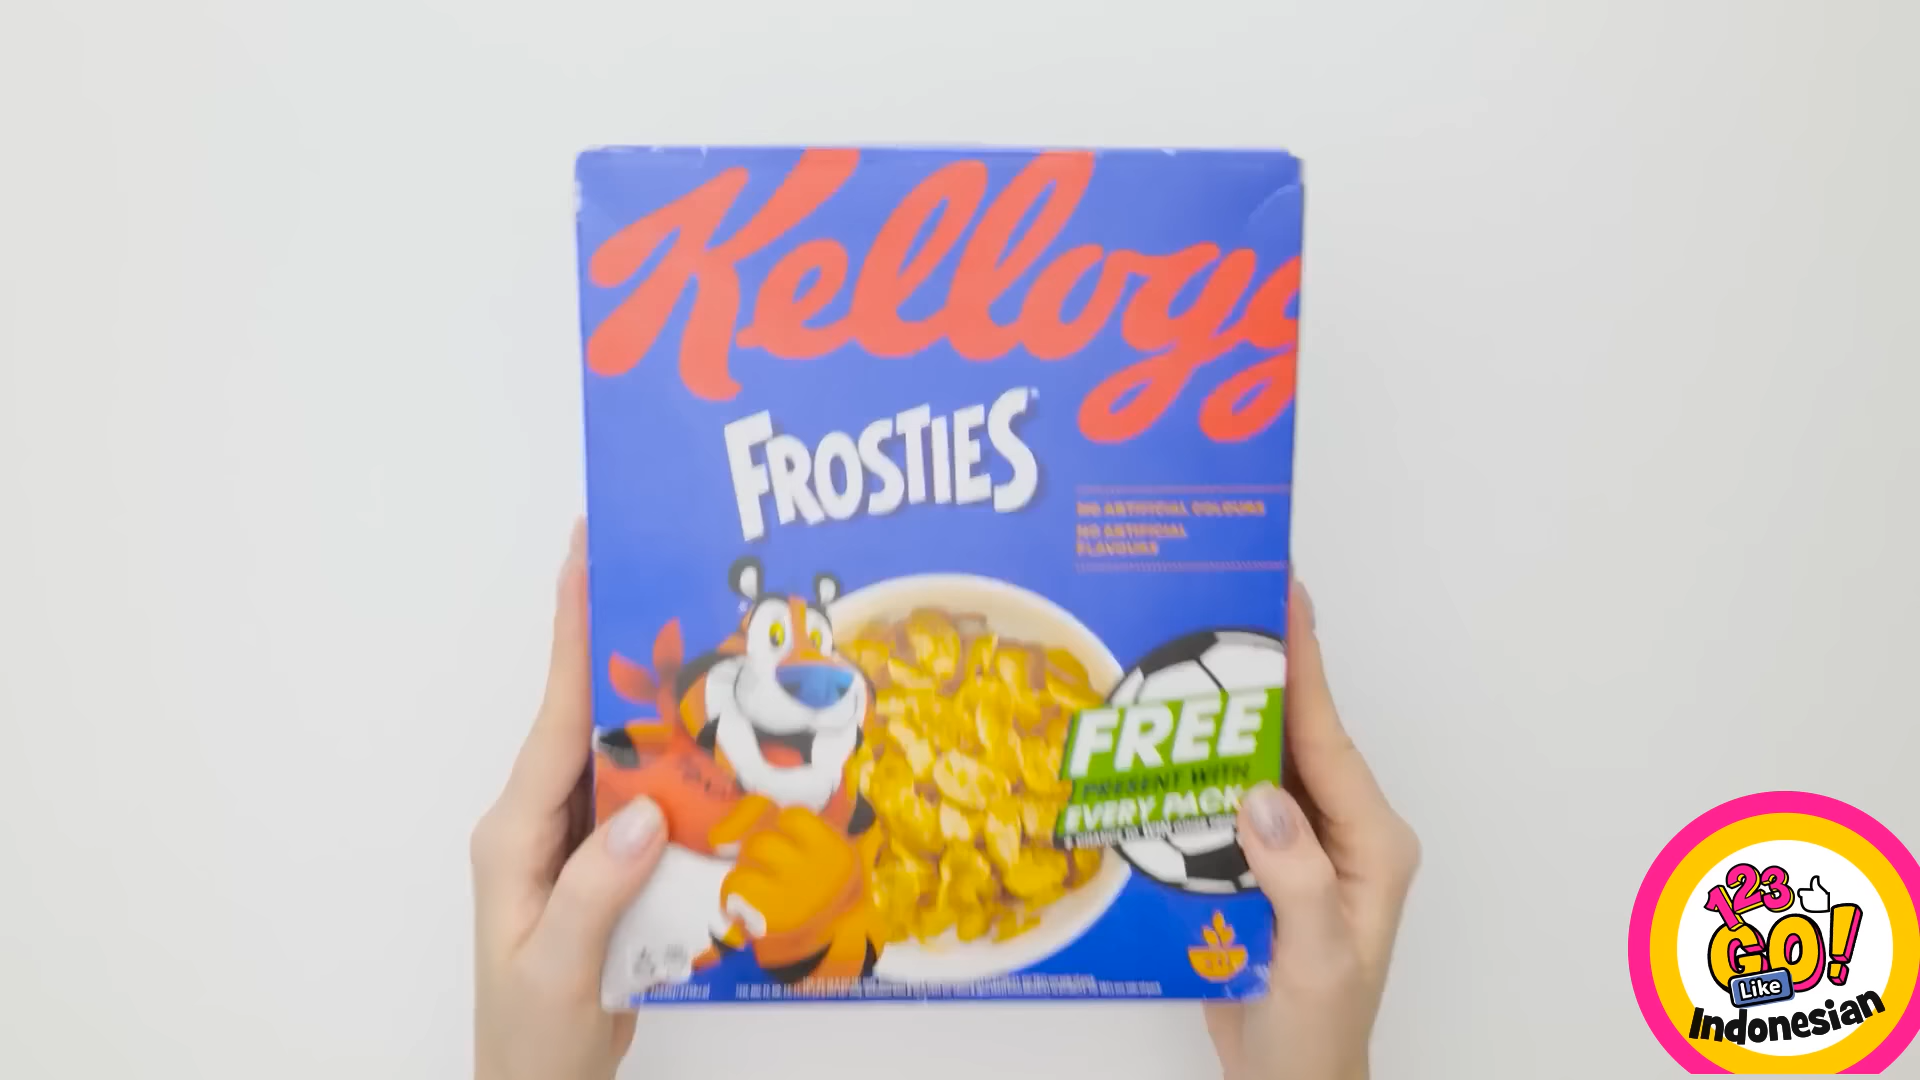 Kellogg
FROSTIES
NO ARTIFICIAL COLOURS
NO ARTIFICIAL
FLAVOURS
FREE
PRESENT WITH
EVERY PACK
123
GO!
Like
Indonesian